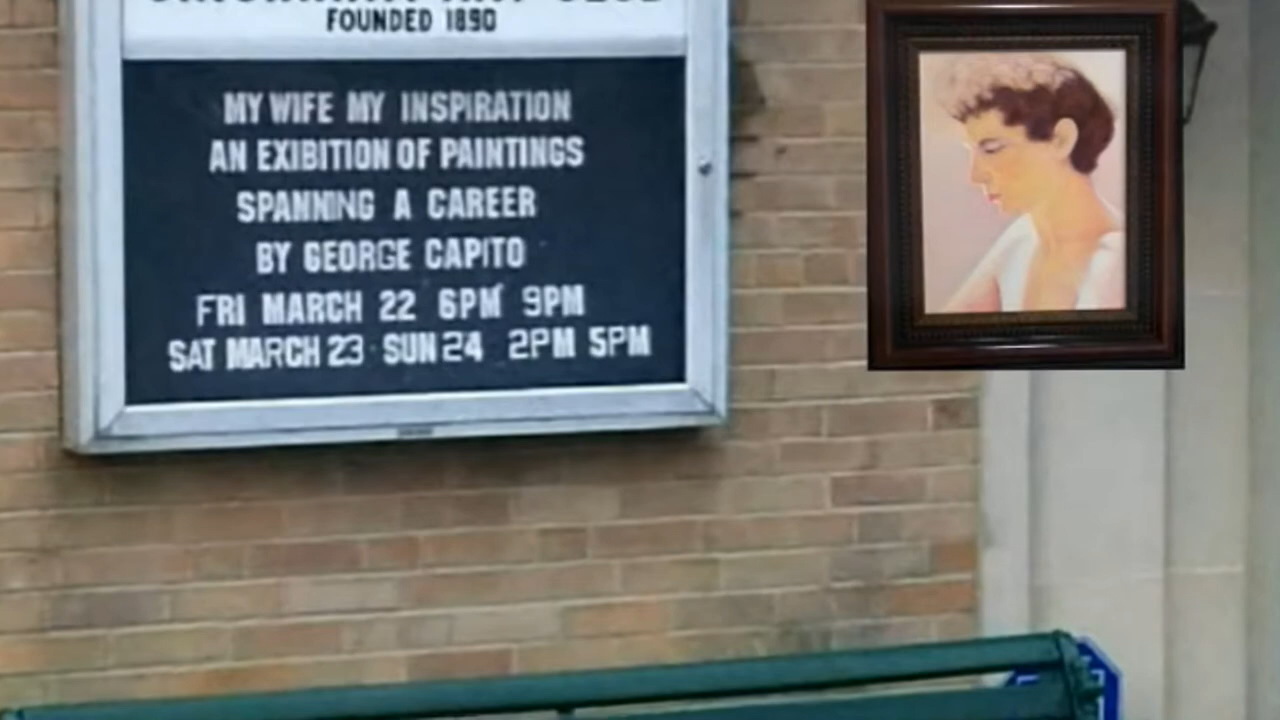 FOUNDED 1890
MY WIFE MY INSPIRATION
AN EXIBITION OF PAINTINGS
SPANNING A CAREER
BY GEORGE CAPITO
FRI MARCH 22 6PM 9PM
SAT MARCH 23 SUN 24 2PM 5PM